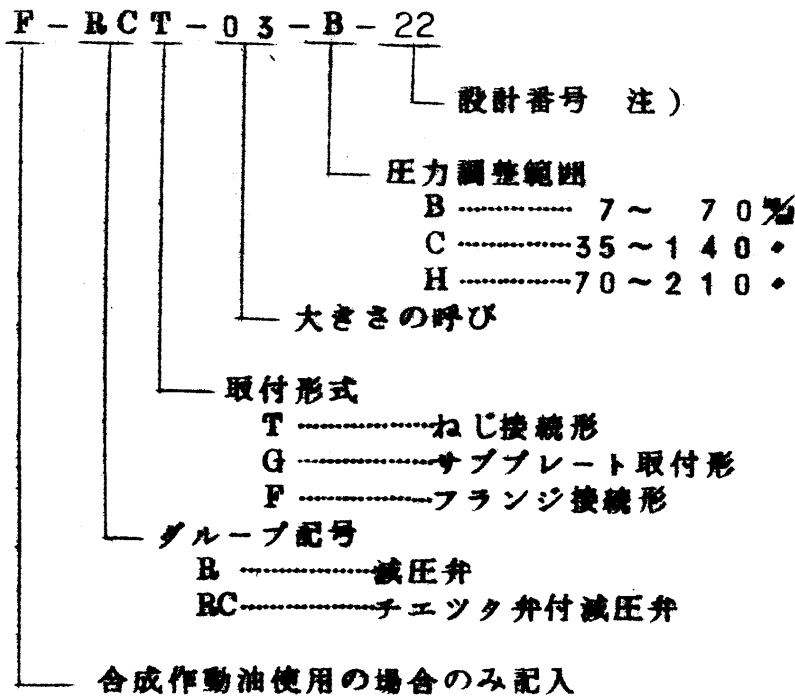 F-RCT-03-B-22
設計番号 注)
圧力調整範囲
B ………… 7～ 70
C …………35～140 〃
H …………70～210 〃
大きさの呼び
取付形式
T ……………ねじ接続形
G ……………サブプレート取付形
F ……………フランジ接続形
グループ記号
R ……………減圧弁
RC……………チエツク弁付減圧弁
合成作動油使用の場合のみ記入